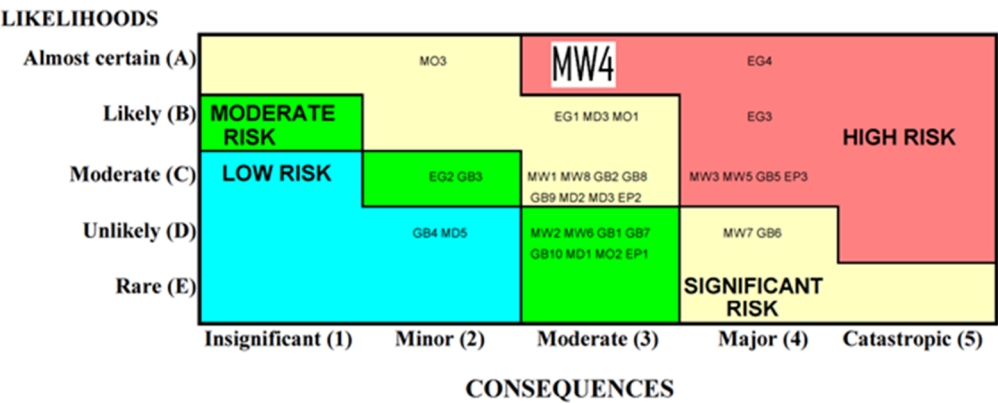 LIKELIHOODS
Almost certain (A) MO3 MW4 EG4
Likely (B) MODERATE RISK EG1 MD3 MO1 EG3 HIGH RISK
Moderate (C) LOW RISK EG2 GB3 MW1 MW8 GB2 GB8 MW3 MW5 GB5 EP3
GB9 MD2 MD3 EP2
Unlikely (D) GB4 MD5 MW2 MW6 GB1 GB7 MW7 GB6
GB10 MD1 MO2 EP1
Rare (E) SIGNIFICANT RISK
Insignificant (1) Minor (2) Moderate (3) Major (4) Catastropic (5)
CONSEQUENCES